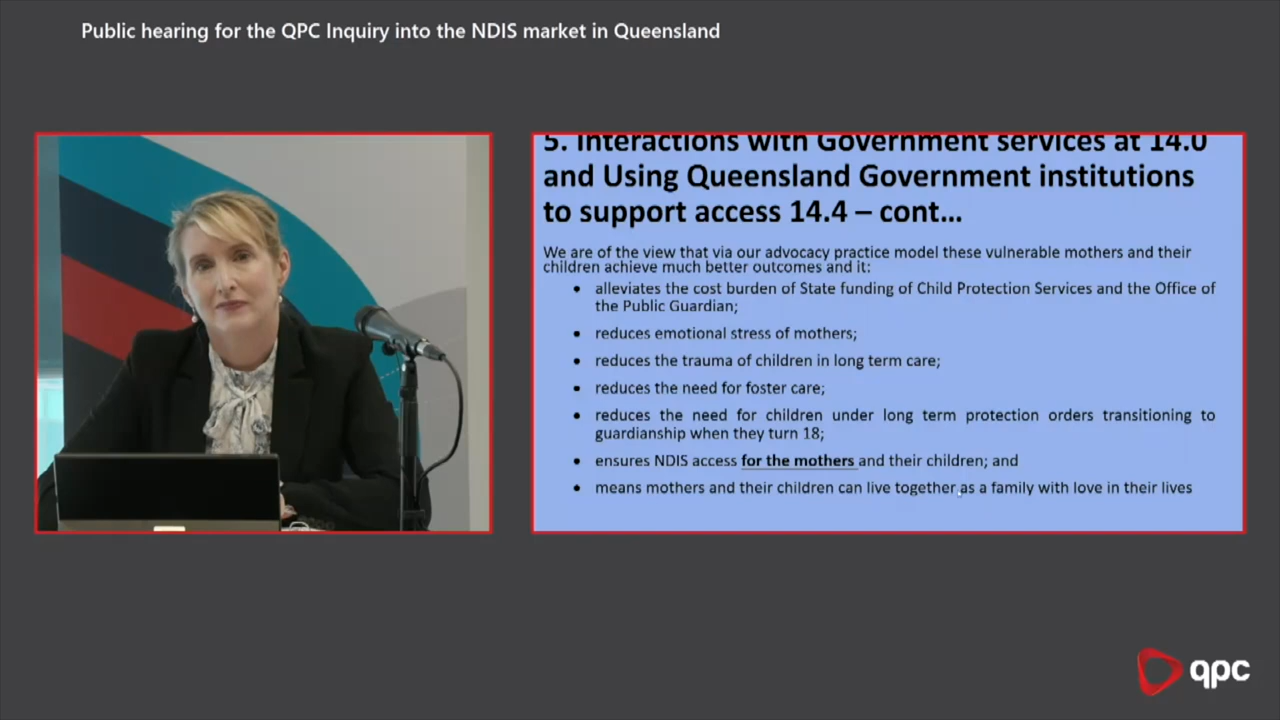 Public hearing for the QPC Inquiry into the NDIS market in Queensland
5. Interactions with Government services at 14.0
and Using Queensland Government institutions
to support access 14.4 – cont...
We are of the view that via our advocacy practice model these vulnerable mothers and their
children achieve much better outcomes and it:
• alleviates the cost burden of State funding of Child Protection Services and the Office of
the Public Guardian;
• reduces emotional stress of mothers;
• reduces the trauma of children in long term care;
• reduces the need for foster care;
• reduces the need for children under long term protection orders transitioning to
guardianship when they turn 18;
• ensures NDIS access for the mothers and their children; and
• means mothers and their children can live together as a family with love in their lives
qpc